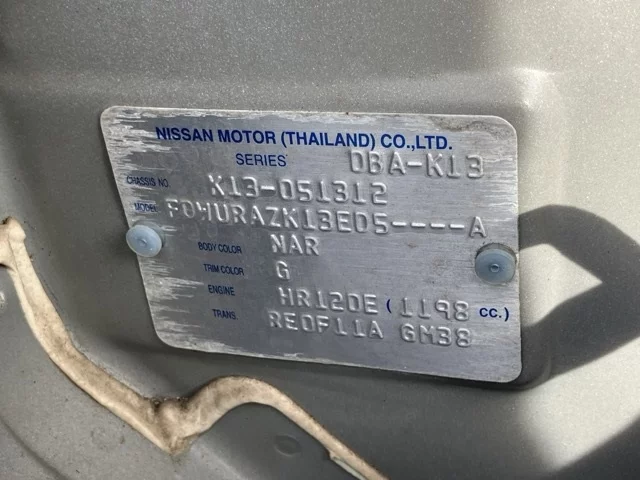 NISSAN MOTOR (THAILAND) CO.,LTD.
SERIES DBA-K13
CHASSIS NO. K13-051312
MODEL FDWURAZK13EDS----A
BODY COLOR NAR
TRIM COLOR G
ENGINE HR12DE (1198 CC.)
TRANS. RE0F11A GM38